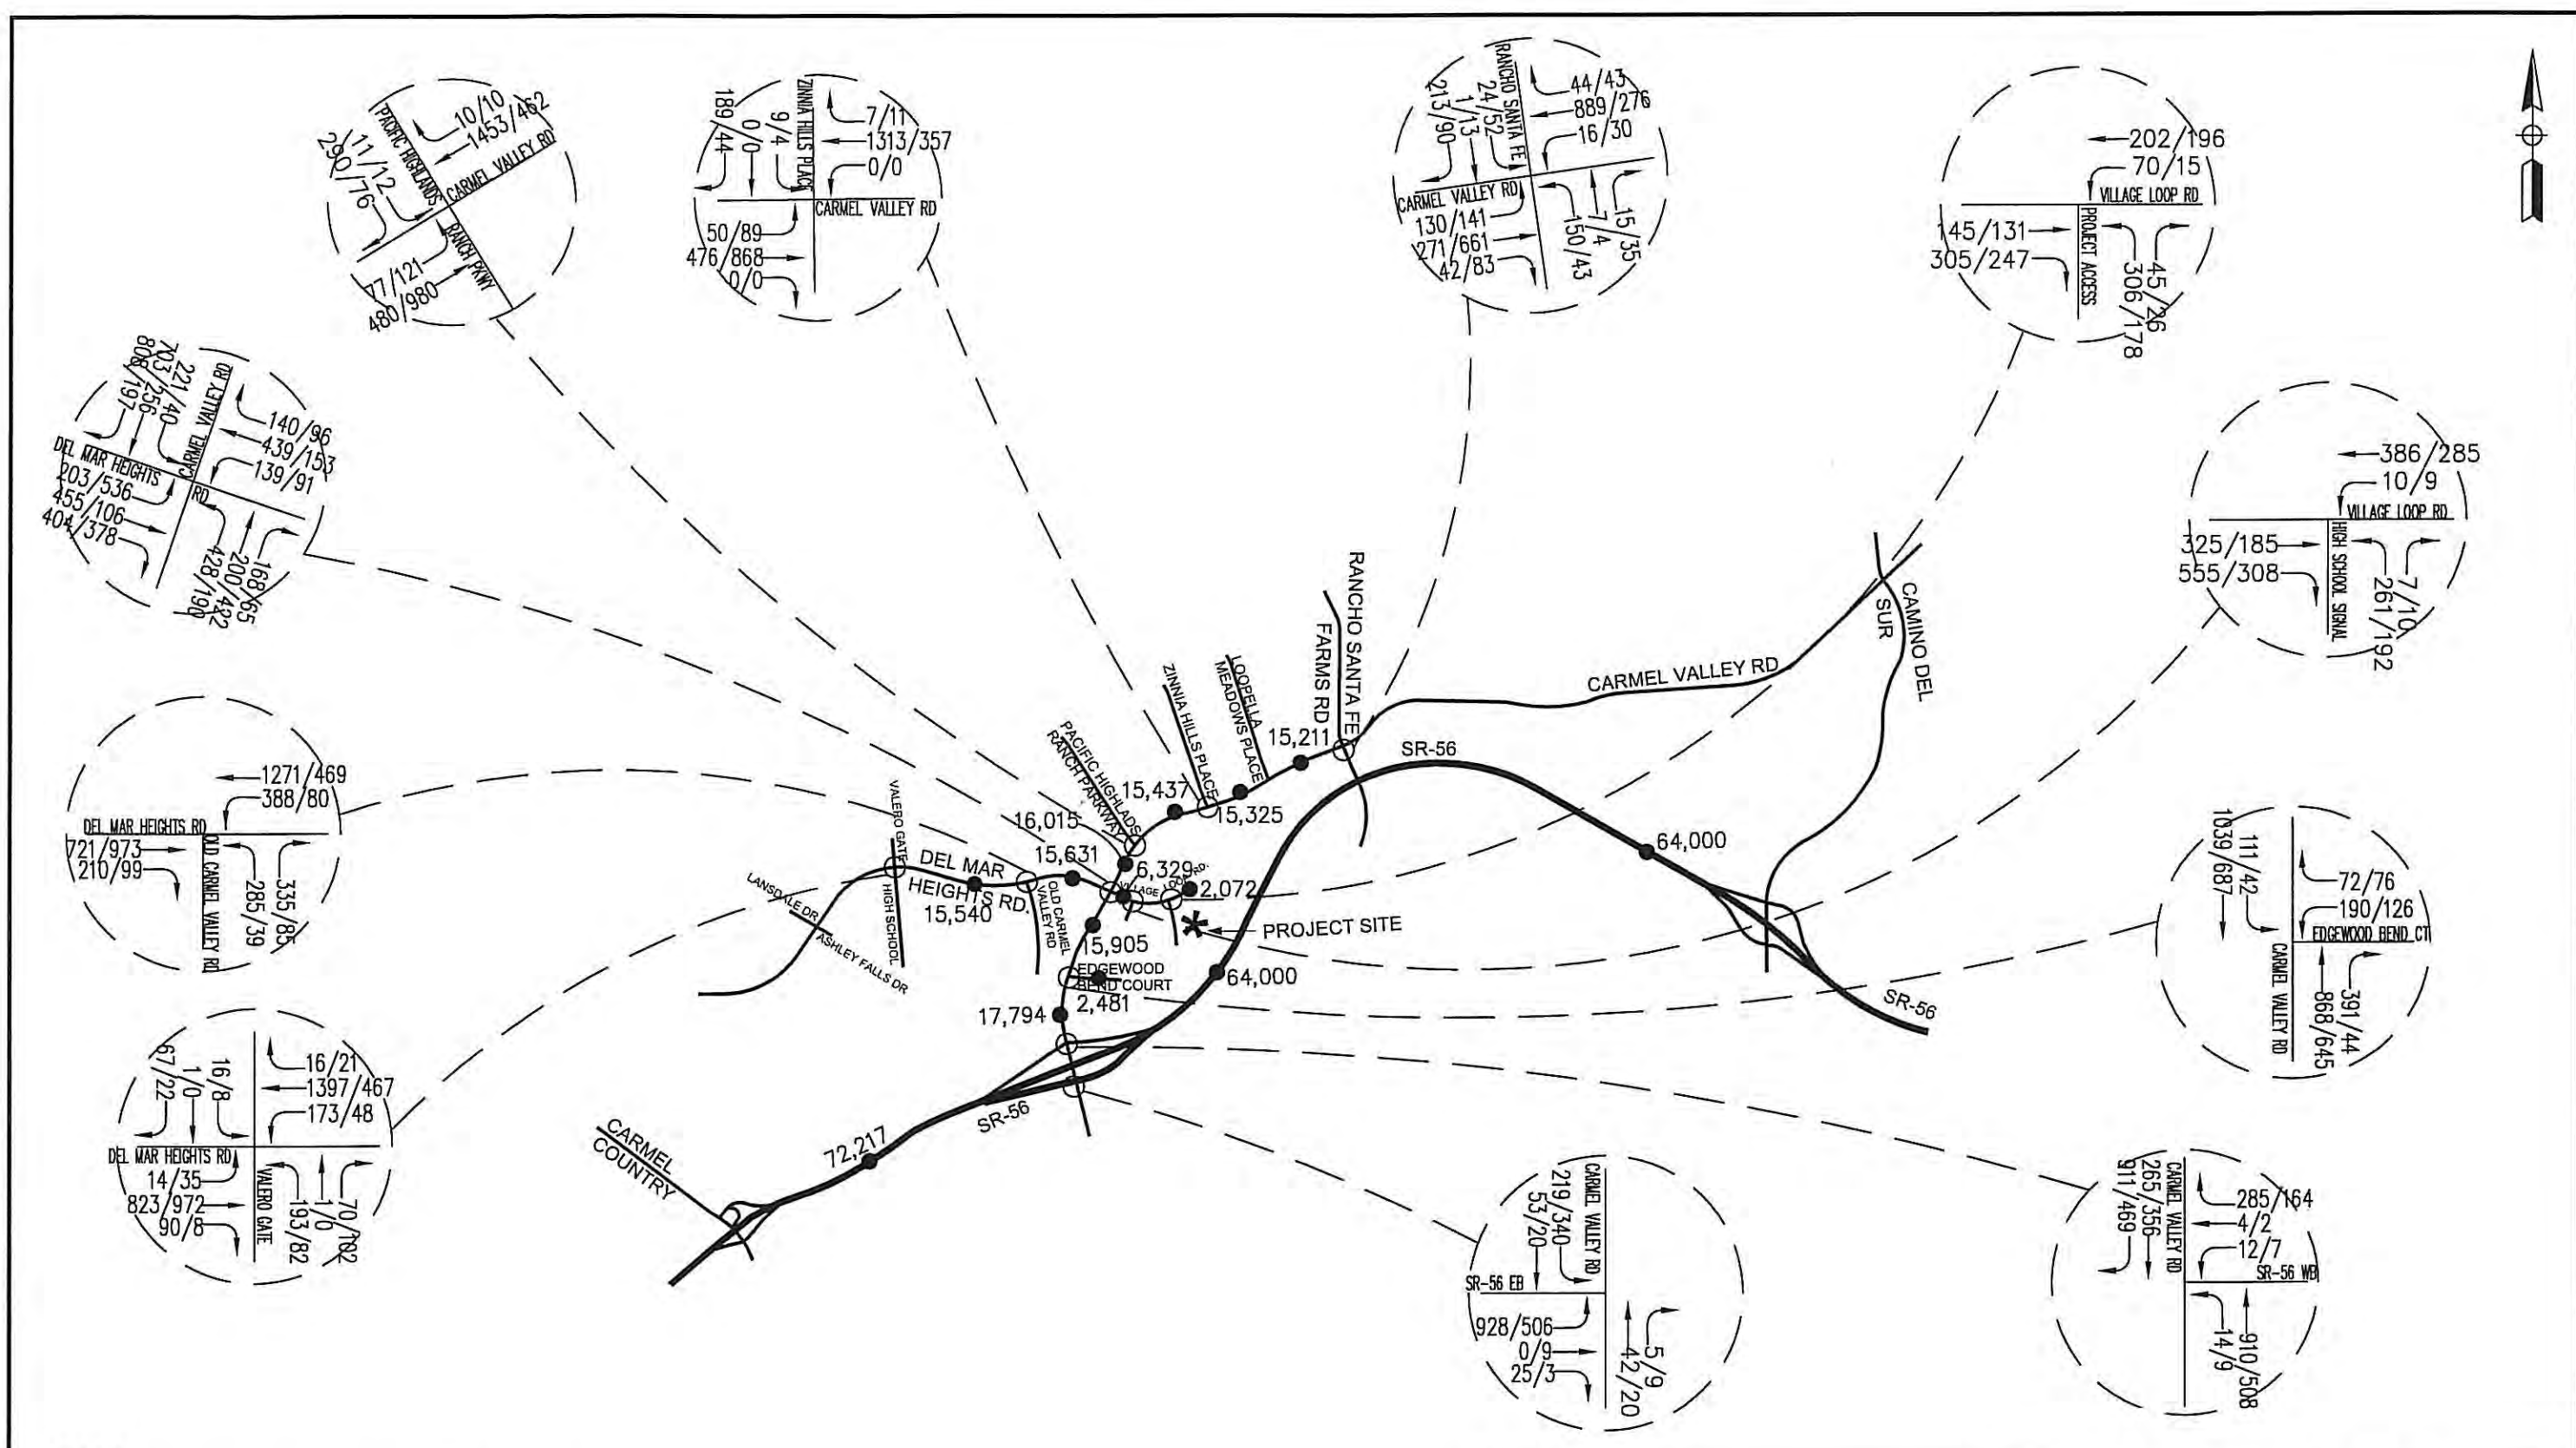 PACIFIC HIGHLANDS
RANCH PKWY
CARMEL VALLEY RD
10/10
1453/462
11/12
290/76
77/121
480/980
ZINNIA HILLS PLACE
CARMEL VALLEY RD
189/44
0/0
9/4
7/11
1313/357
0/0
50/89
476/868
0/0
RANCHO SANTA FE
CARMEL VALLEY RD
213/90
1/13
24/52
44/43
889/276
16/30
130/141
271/661
42/83
150/43
7/4
15/35
202/196
70/15
VILLAGE LOOP RD
PROJECT ACCESS
145/131
305/247
306/178
45/26
CARMEL VALLEY RD
DEL MAR HEIGHTS
RD
808/197
703/256
221/40
140/96
439/153
139/91
203/536
455/106
404/378
428/190
200/422
168/65
386/285
10/9
VILLAGE LOOP RD
HIGH SCHOOL SIGNAL
325/185
555/308
261/192
7/10
1271/469
388/80
DEL MAR HEIGHTS RD
OLD CARMEL VALLEY RD
721/973
210/99
285/39
335/85
1039/687
111/42
72/76
190/126
EDGEWOOD BEND CT
CARMEL VALLEY RD
868/645
391/44
67/22
1/0
16/8
16/21
1397/467
173/48
DEL MAR HEIGHTS RD
VALERO GATE
14/35
823/972
90/8
193/82
1/0
70/102
CARMEL VALLEY RD
53/20
219/340
SR-56 EB
928/506
0/9
25/3
42/20
5/9
CARMEL VALLEY RD
911/469
265/356
285/164
4/2
12/7
SR-56 WB
14/9
910/508
RANCHO SANTA FE
FARMS RD
CAMINO DEL
SUR
CARMEL VALLEY RD
LOOPELLA
MEADOWS PLACE
ZINNIA HILLS PLACE
PACIFIC HIGHLADS
RANCH PARKWAY
15,211
SR-56
15,437
15,325
16,015
64,000
VALERO GATE
HIGH SCHOOL
DEL MAR
HEIGHTS RD.
15,631
6,329
VILLAGE LOOP RD.
2,072
15,540
OLD CARMEL
VALLEY RD
LANSDALE DR
ASHLEY FALLS DR
PROJECT SITE
15,905
EDGEWOOD
BEND COURT
2,481
64,000
17,794
SR-56
SR-56
72,217
CARMEL
COUNTRY